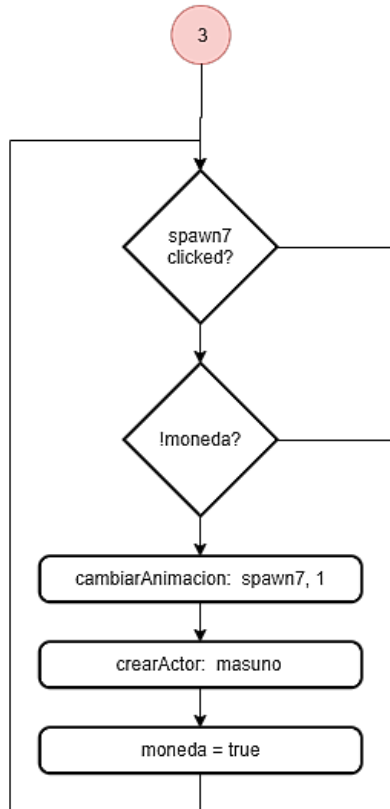 3
spawn7
clicked?
!moneda?
cambiarAnimacion: spawn7, 1
crearActor: masuno
moneda = true